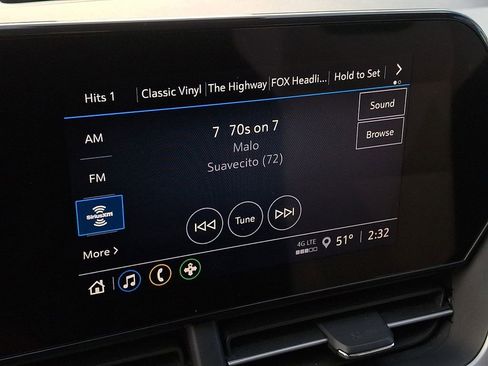 Hits 1 Classic Vinyl The Highway FOX Headli... Hold to Set
AM
FM
SiriusXM
More
7 70s on 7
Malo
Suavecito (72)
Tune
Sound
Browse
4G LTE
51° 2:32